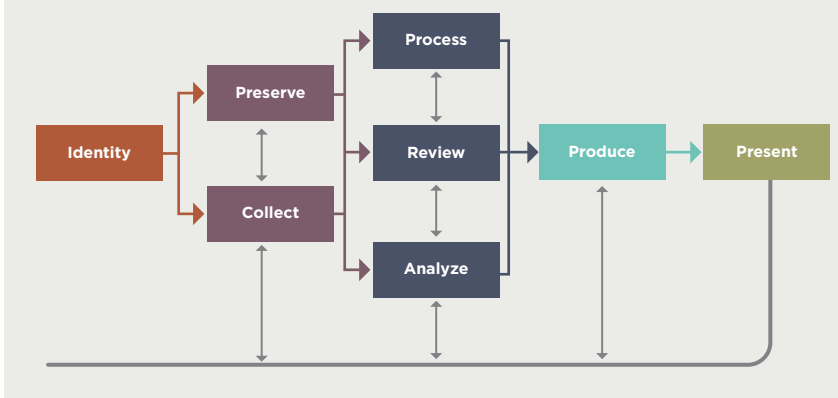 Identity
Preserve
Collect
Process
Review
Analyze
Produce
Present